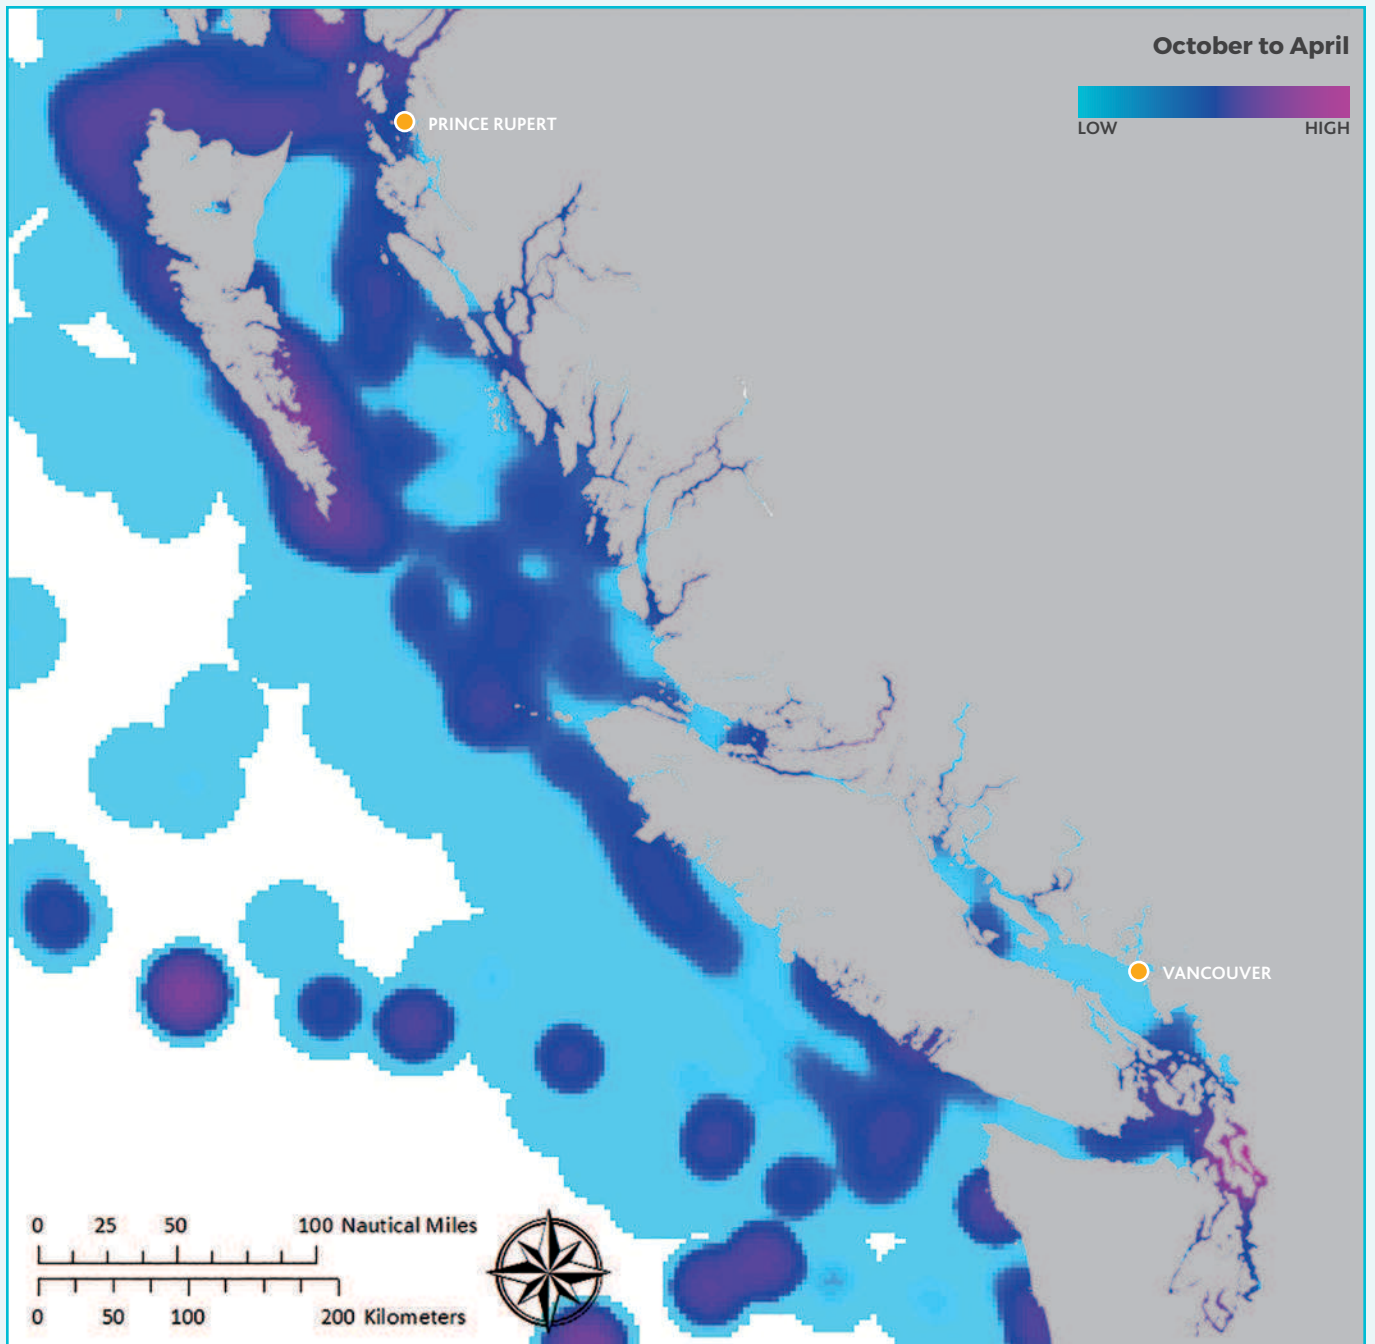 October to April
LOW HIGH
PRINCE RUPERT
VANCOUVER
0 25 50 100 Nautical Miles
0 50 100 200 Kilometers